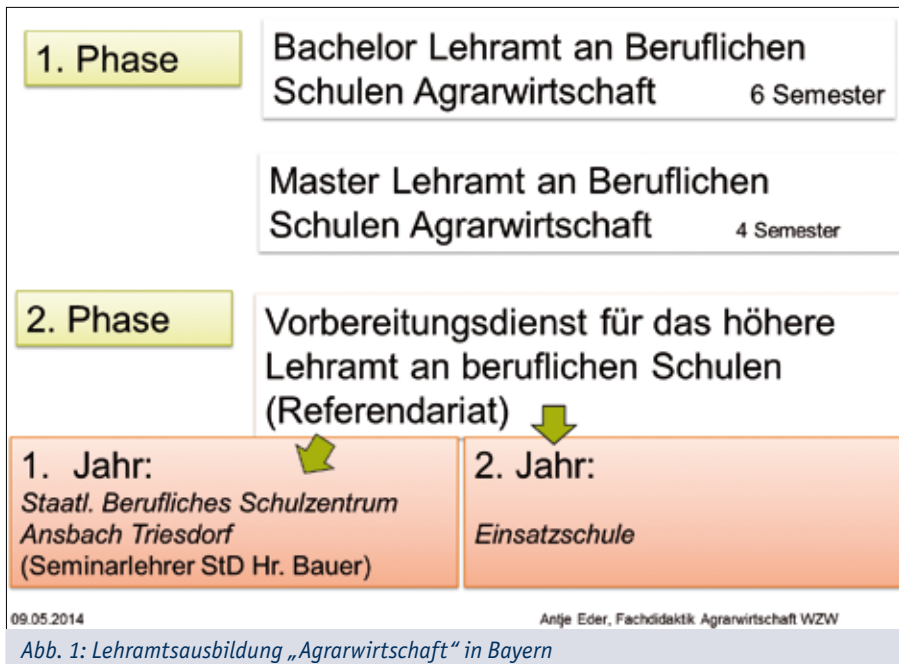 1. Phase
Bachelor Lehramt an Beruflichen
Schulen Agrarwirtschaft 6 Semester
Master Lehramt an Beruflichen
Schulen Agrarwirtschaft 4 Semester
2. Phase
Vorbereitungsdienst für das höhere
Lehramt an beruflichen Schulen
(Referendariat)
1. Jahr:
Staatl. Berufliches Schulzentrum
Ansbach Triesdorf
(Seminarlehrer StD Hr. Bauer)
2. Jahr:
Einsatzschule
09.05.2014
Antje Eder, Fachdidaktik Agrarwirtschaft WZW
Abb. 1: Lehramtsausbildung „Agrarwirtschaft“ in Bayern